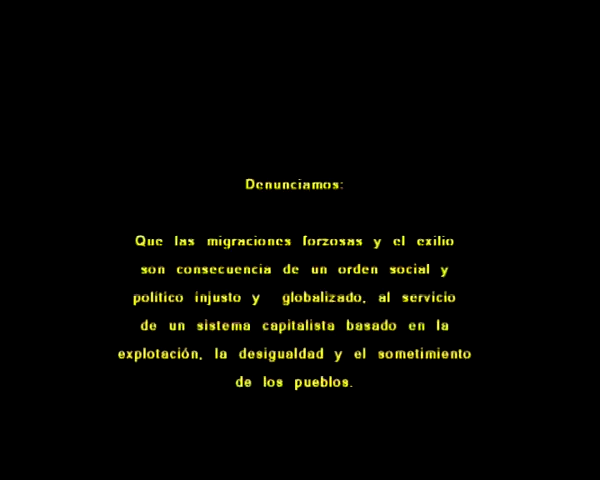 Denunciamos:
Que las migraciones forzosas y el exilio
son consecuencia de un orden social y
político injusto y globalizado, al servicio
de un sistema capitalista basado en la
explotación, la desigualdad y el sometimiento
de los pueblos.